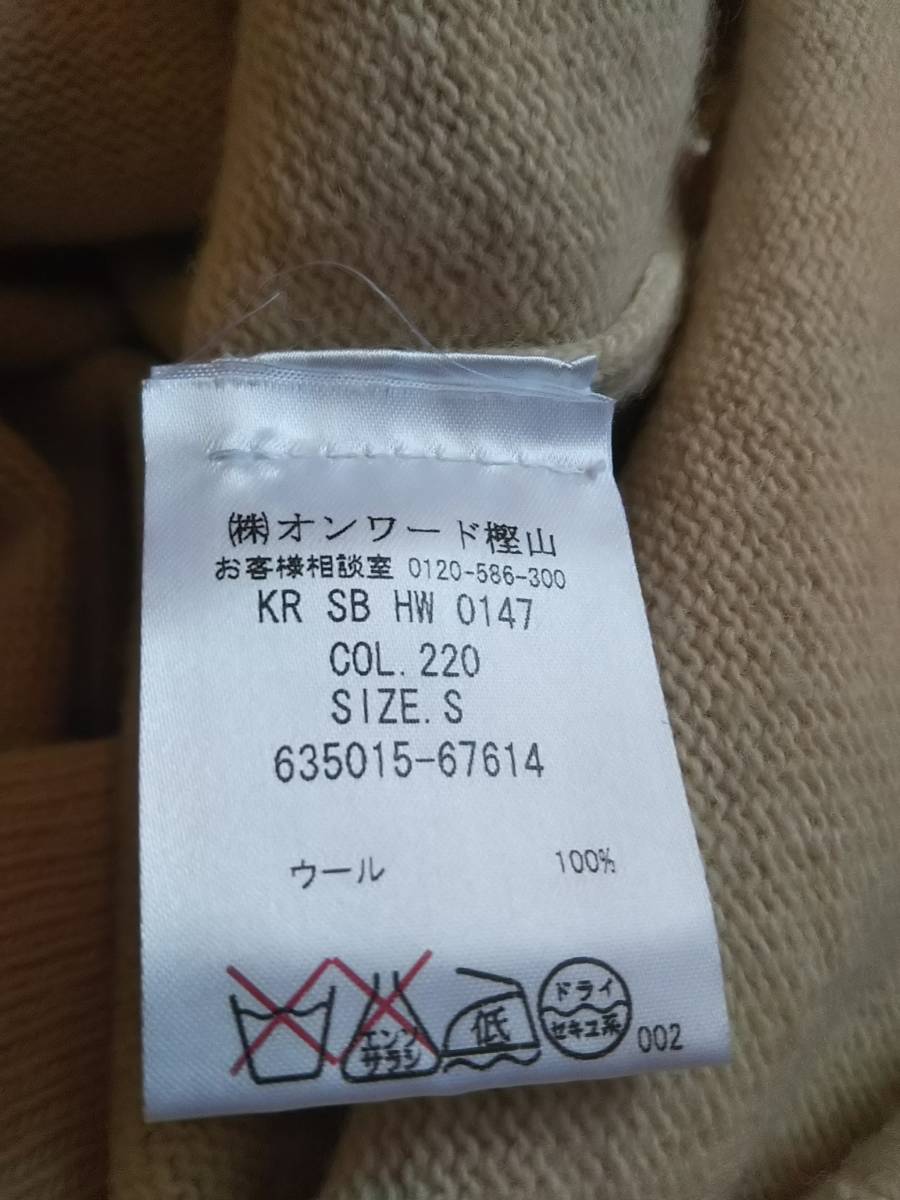 ㈱オンワード樫山
お客様相談室 0120-586-300
KR SB HW 0147
COL.220
SIZE.S
635015-67614
ウール 100%
エンソ
サラシ
低
ドライ
セキユ系
002